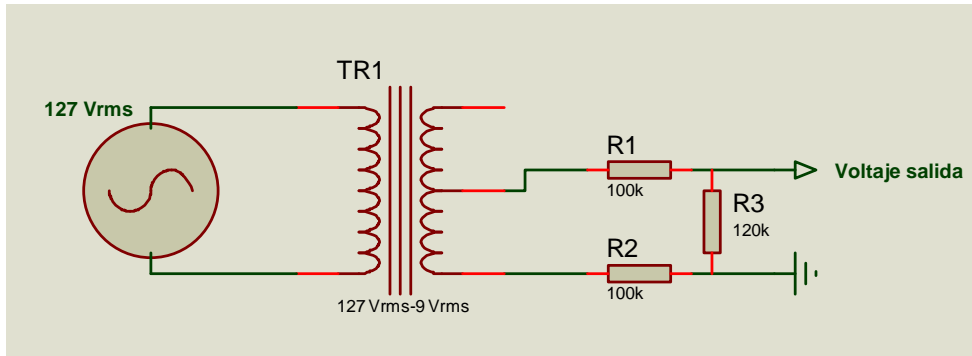 TR1
127 Vrms
R1
100k
Voltaje salida
R3
120k
R2
100k
127 Vrms-9 Vrms